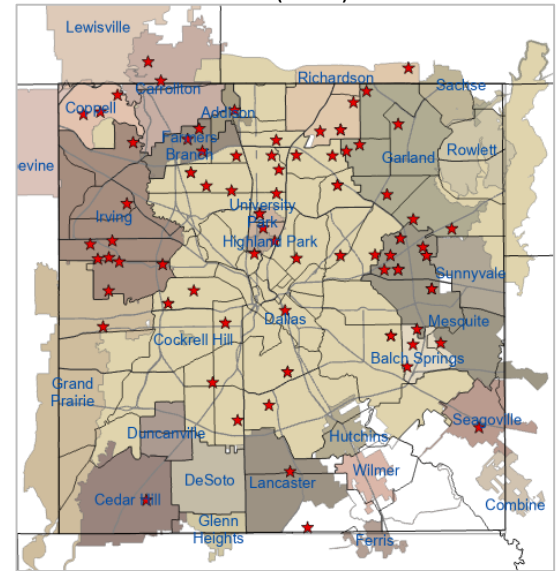 Lewisville
Richardson
Carrollton
Sachse
Coppell
Addison
Farmers
Branch
Garland
Rowlett
evine
University
Park
Irving
Highland Park
Sunnyvale
Dallas
Mesquite
Cockrell Hill
Balch Springs
Grand
Prairie
Seagoville
Duncanville
Hutchins
DeSoto
Lancaster
Wilmer
Cedar Hill
Combine
Glenn
Heights
Ferris